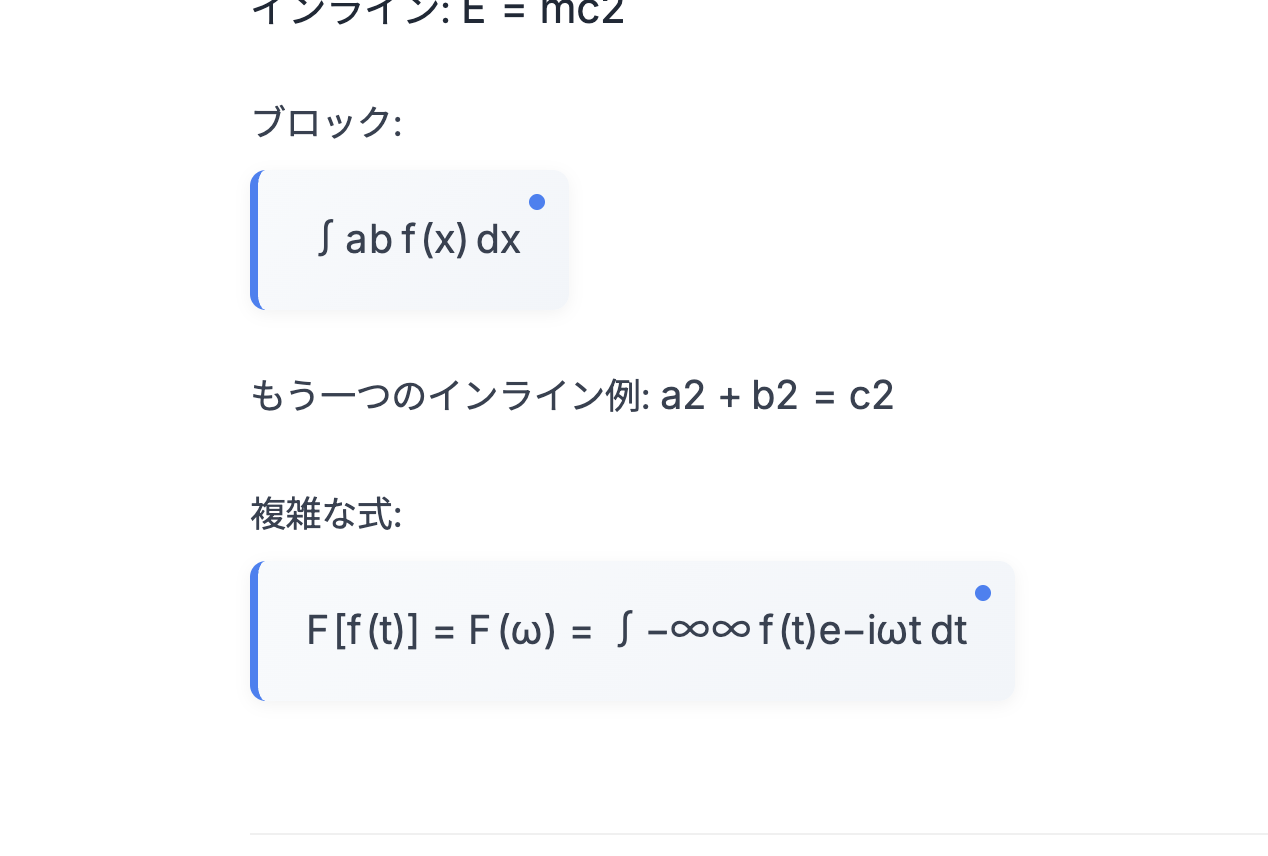 インライン: E = mc2
ブロック:
∫ ab f (x) dx
もう一つのインライン例: a2 + b2 = c2
複雑な式:
F [f (t)] = F (ω) = ∫ −∞∞ f (t)e−iωt dt